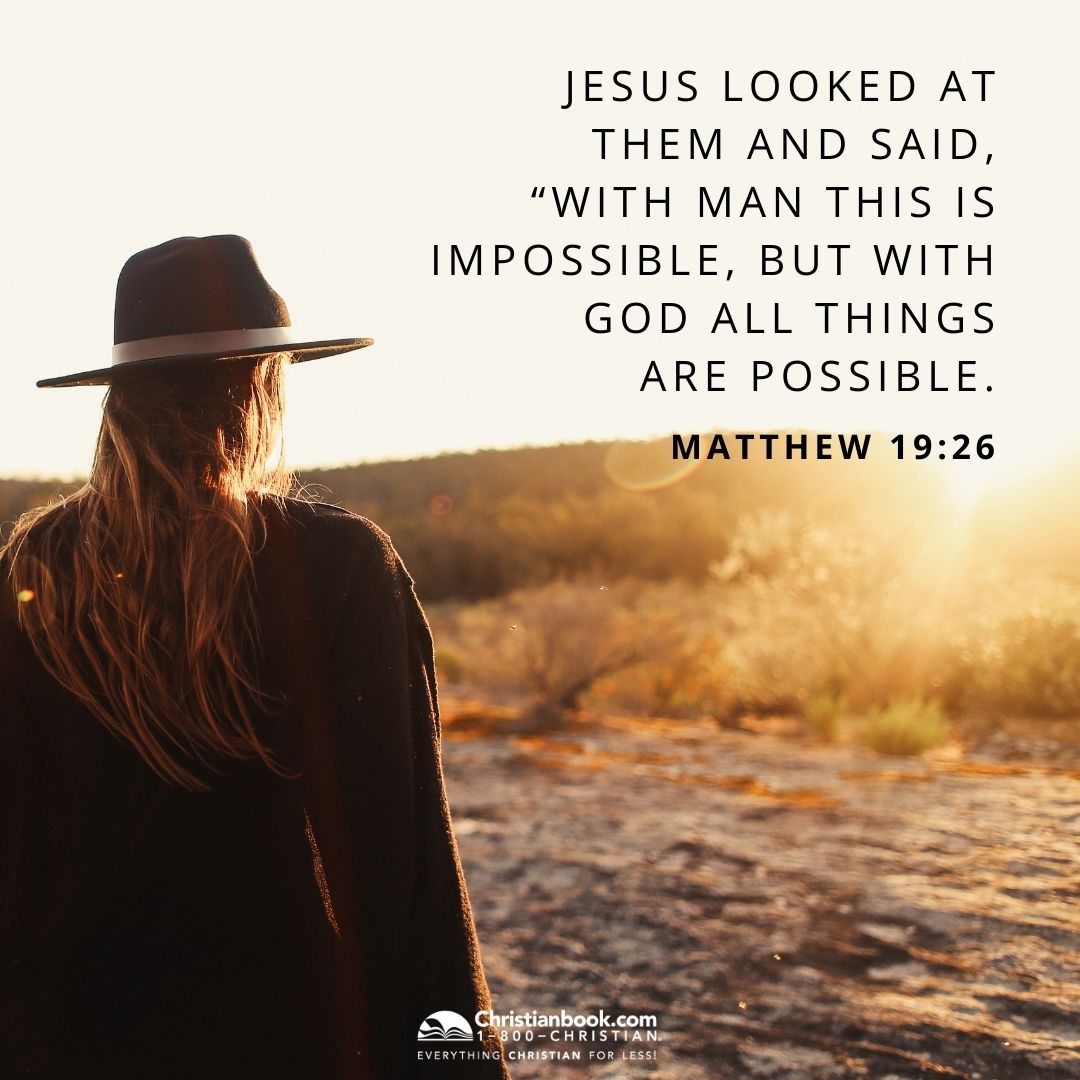 JESUS LOOKED AT
THEM AND SAID,
“WITH MAN THIS IS
IMPOSSIBLE, BUT WITH
GOD ALL THINGS
ARE POSSIBLE.
MATTHEW 19:26
Christianbook.com
1-800-CHRISTIAN®
EVERYTHING CHRISTIAN FOR LESS!